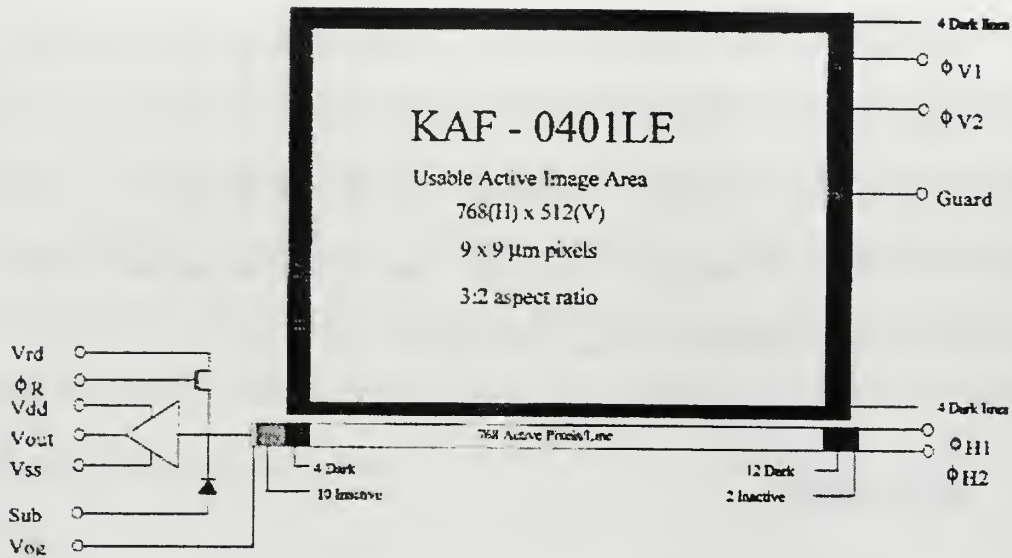 4 Dark lines
ϕV1
ϕV2
KAF - 0401LE
Usable Active Image Area
768(H) x 512(V)
9 x 9 µm pixels
3:2 aspect ratio
Guard
Vrd
ϕR
Vdd
Vout
Vss
Sub
Vog
4 Dark lines
768 Active Pixels/Line
ϕH1
ϕH2
4 Dark
10 Inactive
12 Dark
2 Inactive